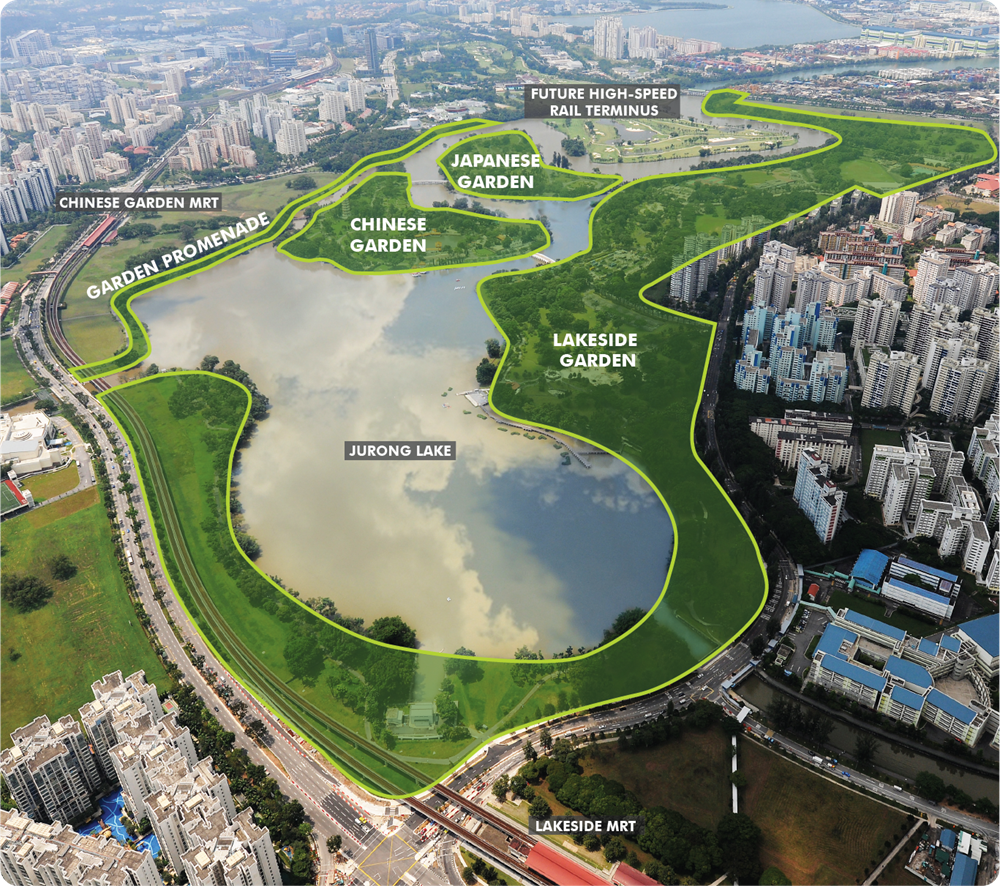 FUTURE HIGH-SPEED
RAIL TERMINUS
JAPANESE
GARDEN
CHINESE GARDEN MRT
CHINESE
GARDEN
GARDEN PROMENADE
LAKESIDE
GARDEN
JURONG LAKE
LAKESIDE MRT